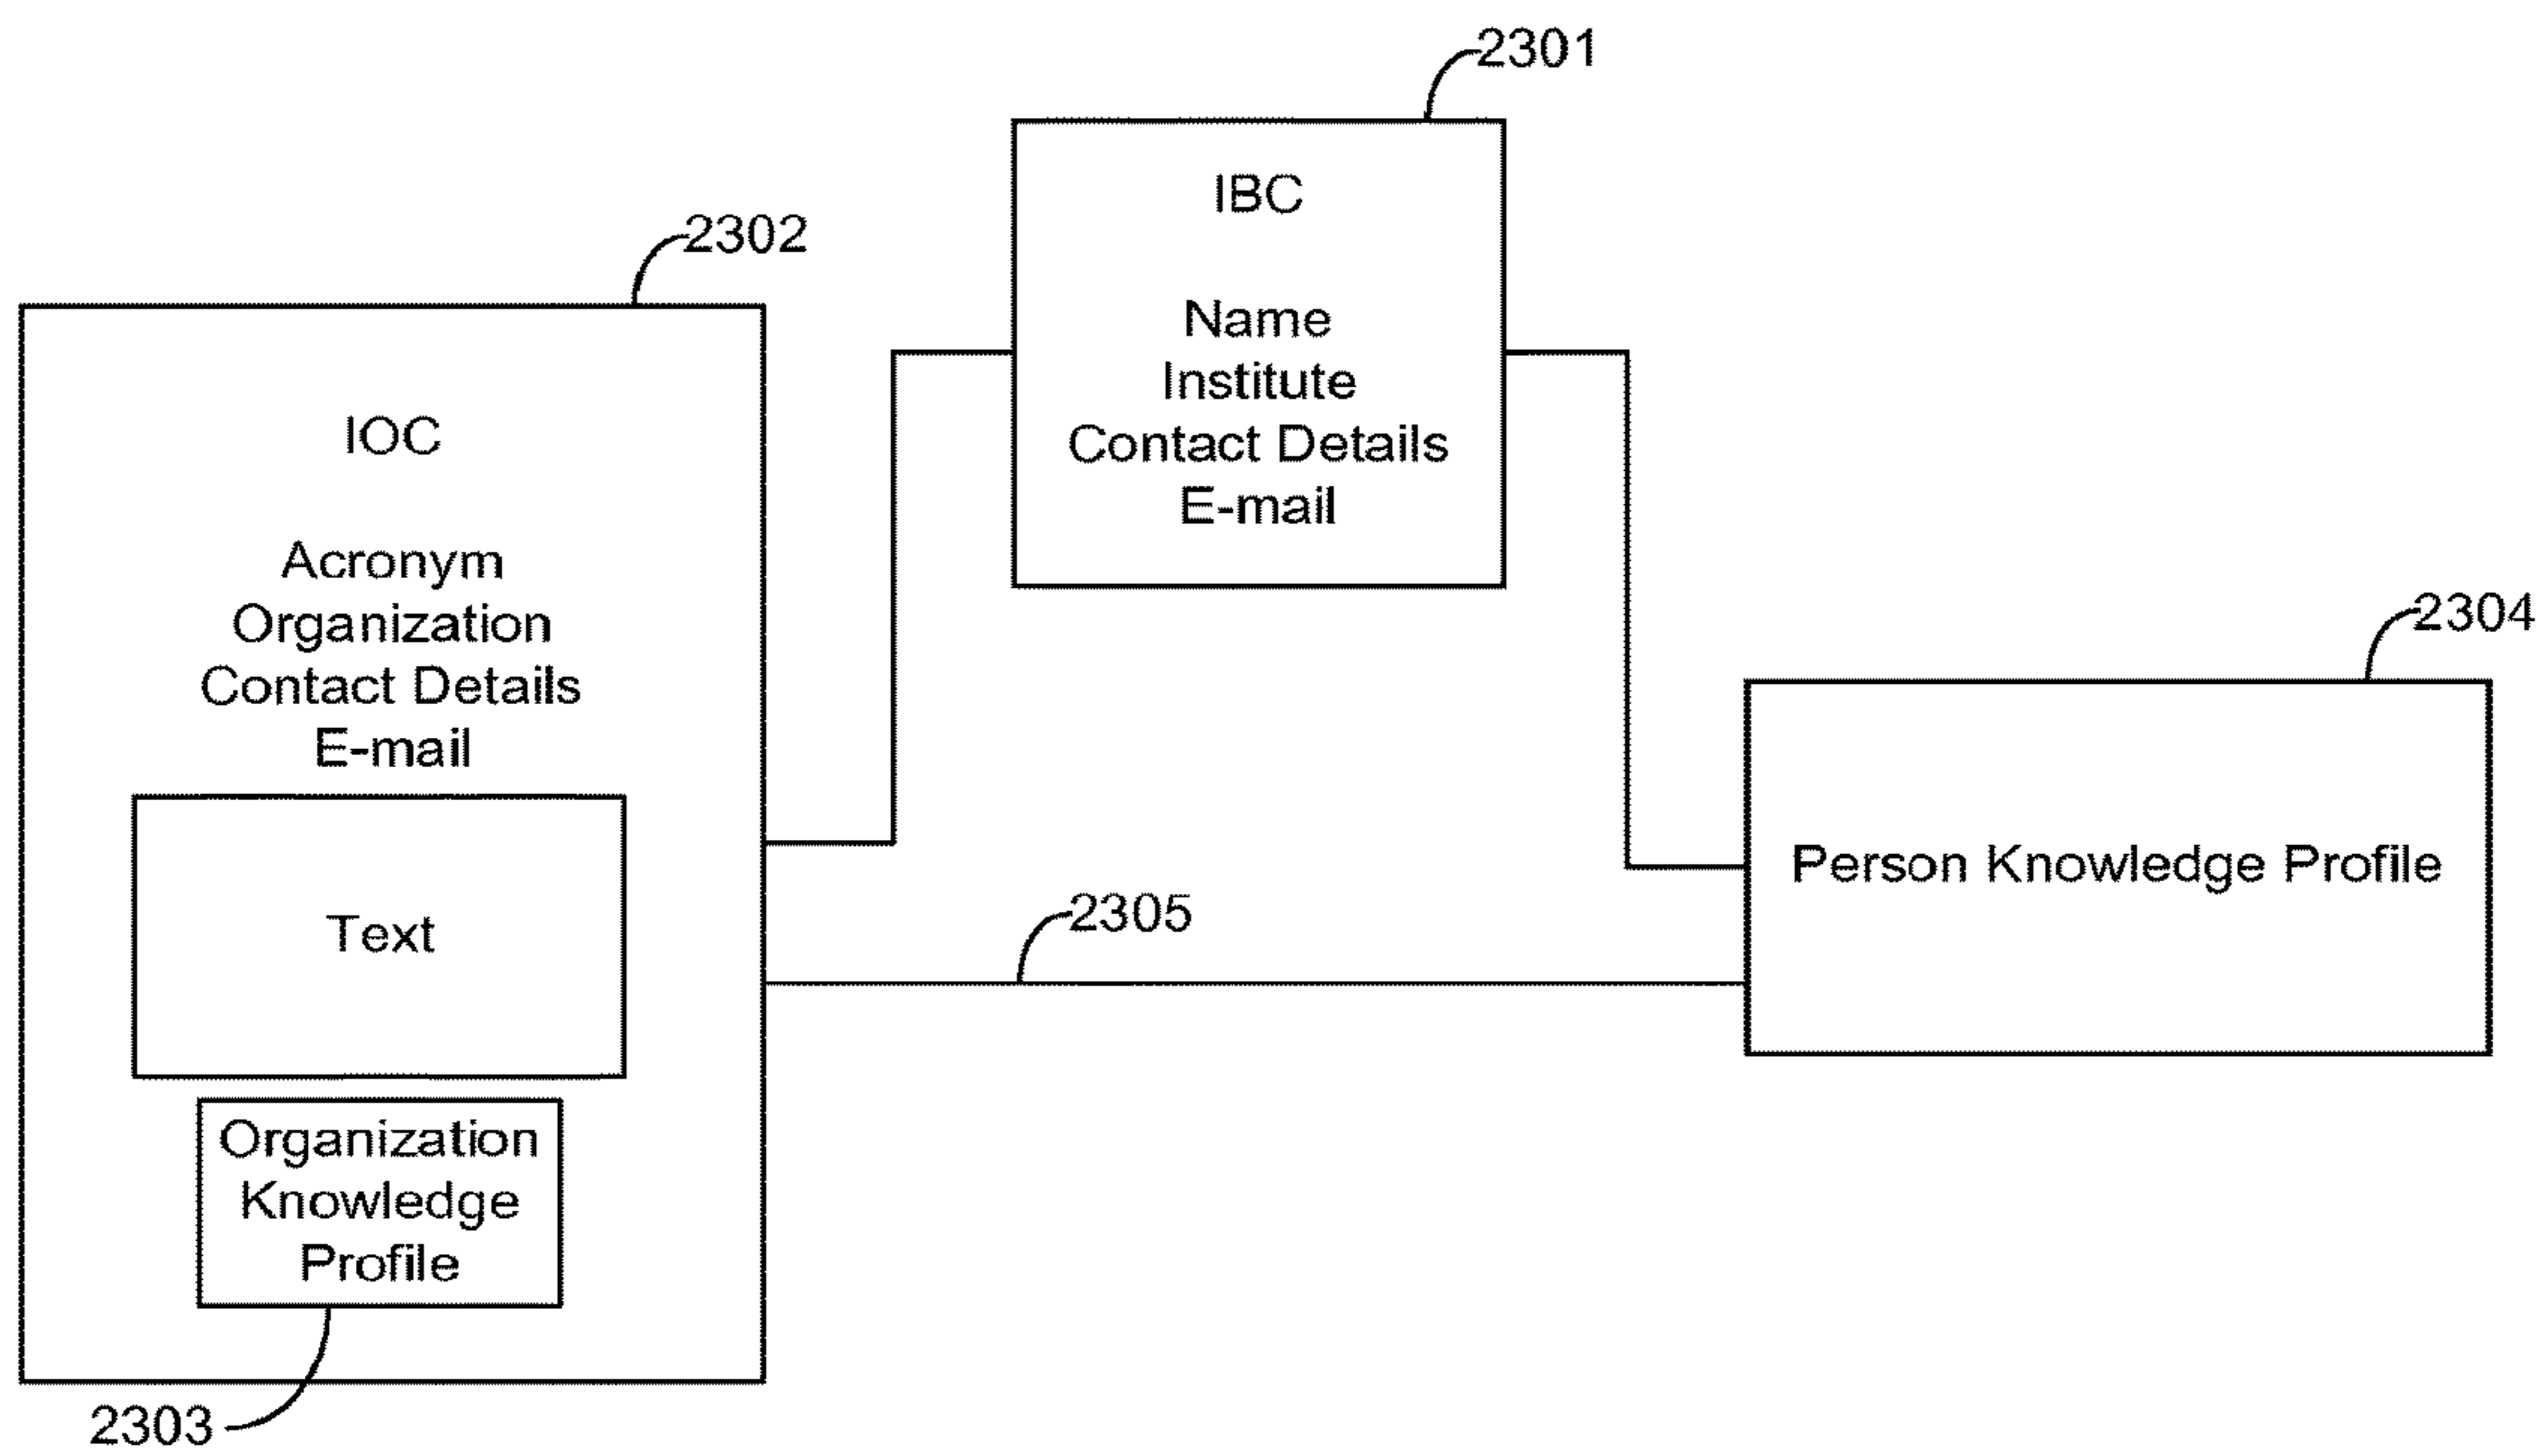 2301
IBC
Name
Institute
Contact Details
E-mail
2302
IOC
Acronym
Organization
Contact Details
E-mail
Text
Organization
Knowledge
Profile
2303
2304
Person Knowledge Profile
2305